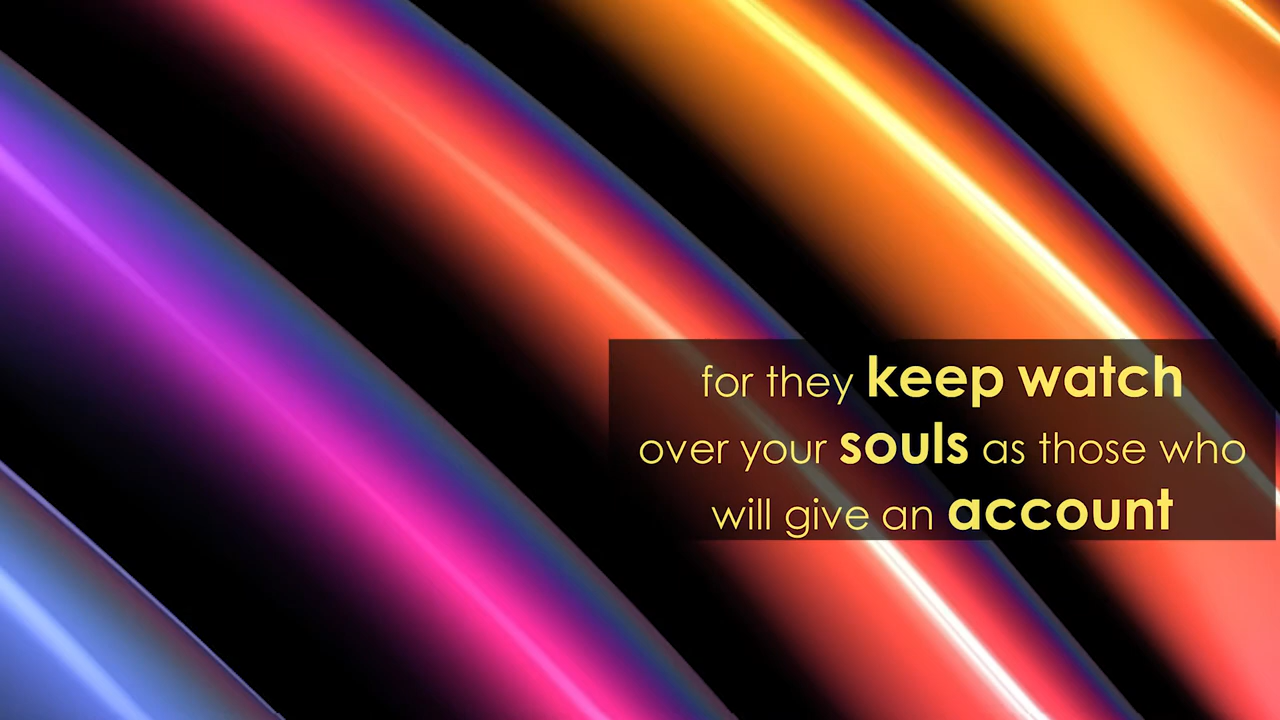 for they keep watch
over your souls as those who
will give an account